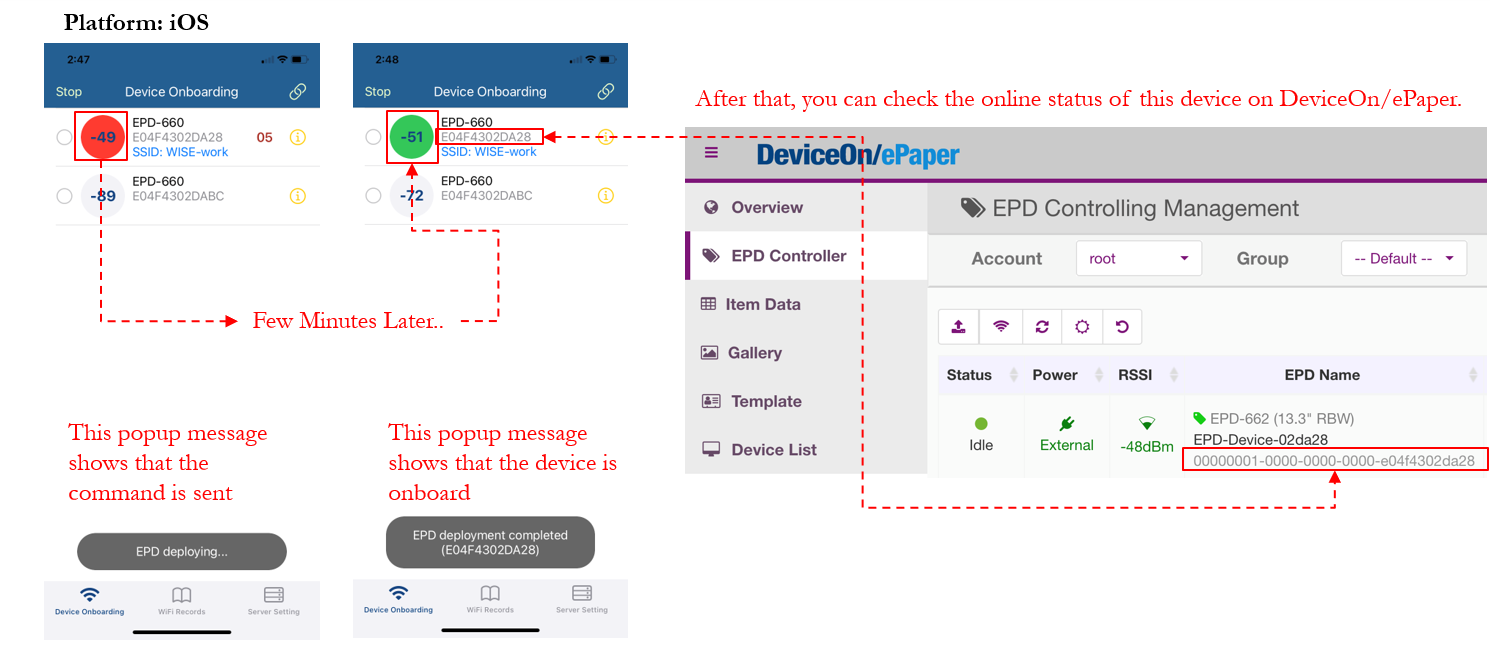 Platform: iOS
2:47
Stop
Device Onboarding
-49
EPD-660
E04F4302DA28
SSID: WISE-work
05
-89
EPD-660
E04F4302DABC
2:48
Stop
Device Onboarding
-51
EPD-660
E04F4302DA28
SSID: WISE-work
-72
EPD-660
E04F4302DABC
Few Minutes Later..
This popup message
shows that the
command is sent
EPD deploying...
Device Onboarding
WiFi Records
Server Setting
This popup message
shows that the device is
onboard
EPD deployment completed
(E04F4302DA28)
Device Onboarding
WiFi Records
Server Setting
After that, you can check the online status of this device on DeviceOn/ePaper.
DeviceOn/ePaper
Overview
EPD Controller
Item Data
Gallery
Template
Device List
EPD Controlling Management
Account
root
Group
-- Default --
Status
Power
RSSI
EPD Name
Idle
External
-48dBm
EPD-662 (13.3" RBW)
EPD-Device-02da28
00000001-0000-0000-0000-e04f4302da28